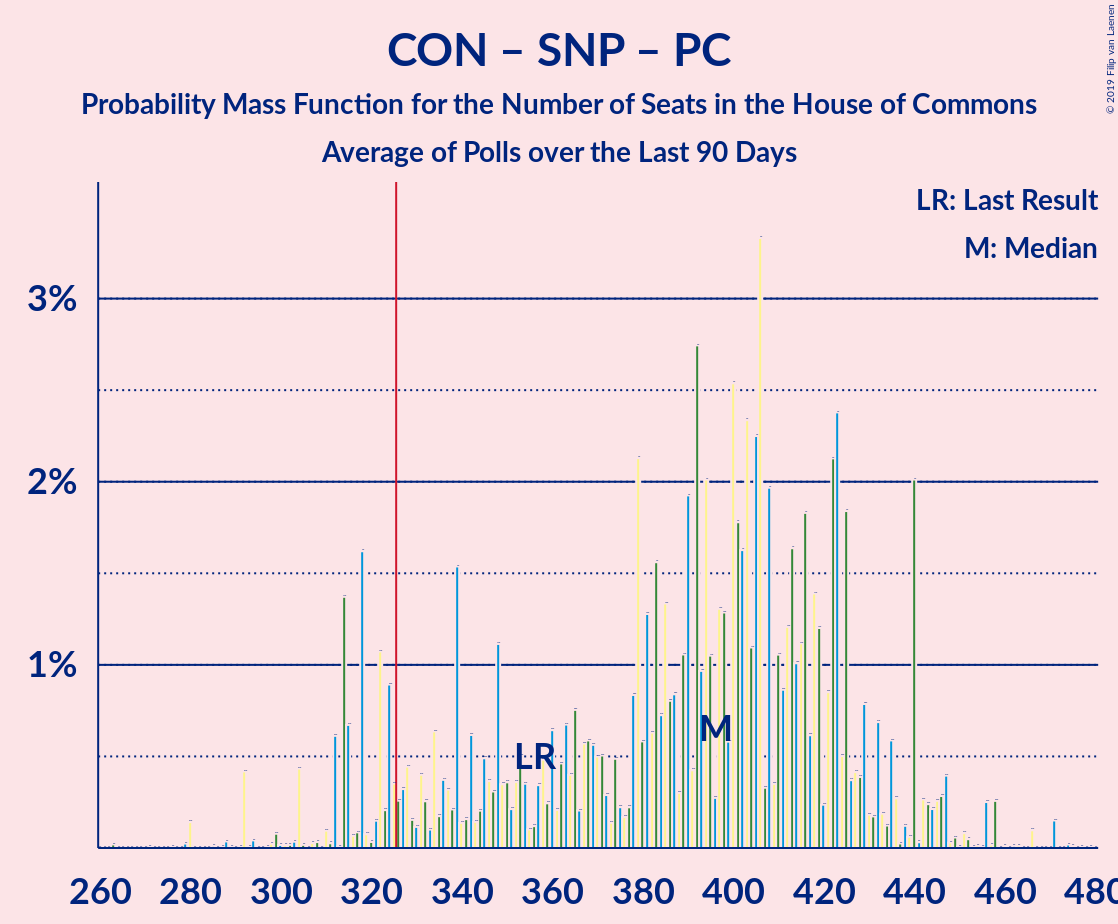 CON – SNP – PC
Probability Mass Function for the Number of Seats in the House of Commons
Average of Polls over the Last 90 Days
© 2019 Filip van Laenen
LR: Last Result
M: Median
3%
2%
1%
LR
M
260 280 300 320 340 360 380 400 420 440 460 480